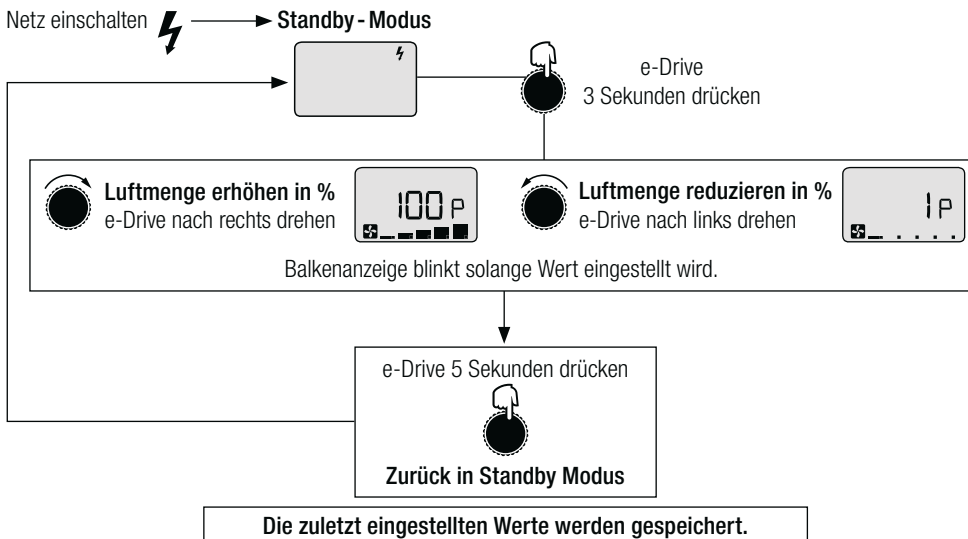 Netz einschalten
Standby - Modus
e-Drive
3 Sekunden drücken
Luftmenge erhöhen in %
e-Drive nach rechts drehen
100 P
Luftmenge reduzieren in %
e-Drive nach links drehen
1 P
Balkenanzeige blinkt solange Wert eingestellt wird.
e-Drive 5 Sekunden drücken
Zurück in Standby Modus
Die zuletzt eingestellten Werte werden gespeichert.